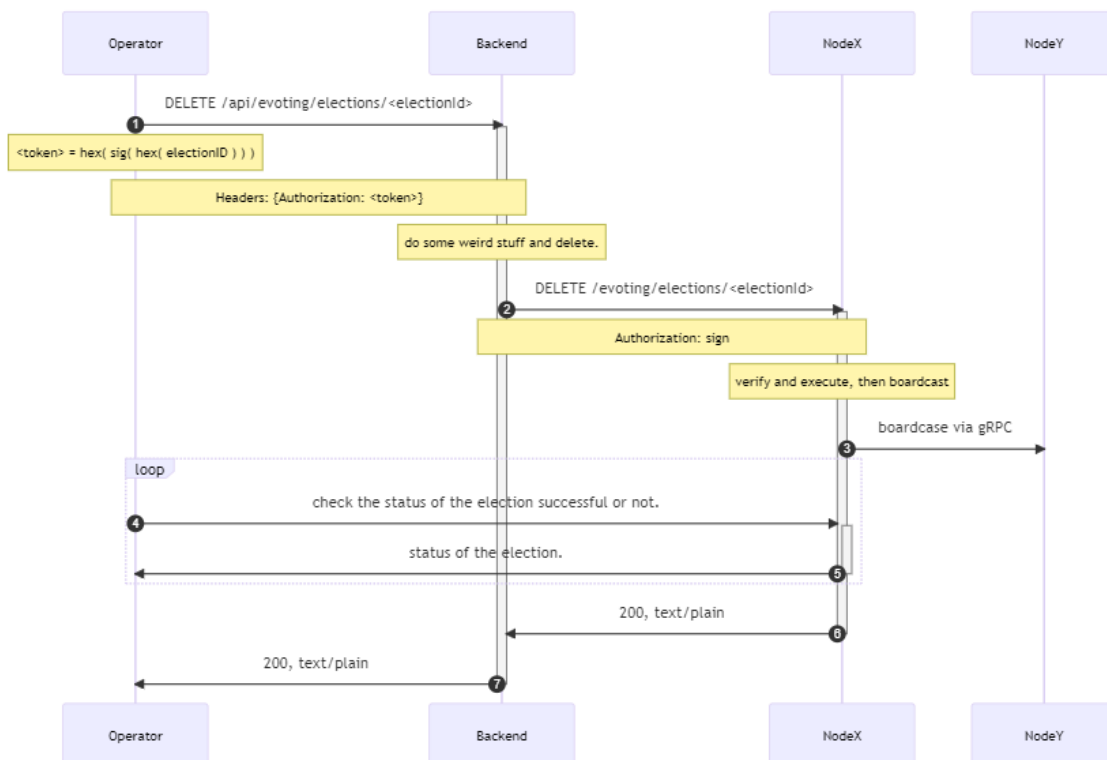 Operator Backend NodeX NodeY
DELETE /api/evoting/elections/<electionId>
1
<token> = hex( sig( hex( electionID ) ) )
Headers: {Authorization: <token>}
do some weird stuff and delete.
DELETE /evoting/elections/<electionId>
2
Authorization: sign
verify and execute, then boardcast
boardcase via gRPC
3
loop
check the status of the election successful or not.
4
status of the election.
5
200, text/plain
6
200, text/plain
7
Operator Backend NodeX NodeY